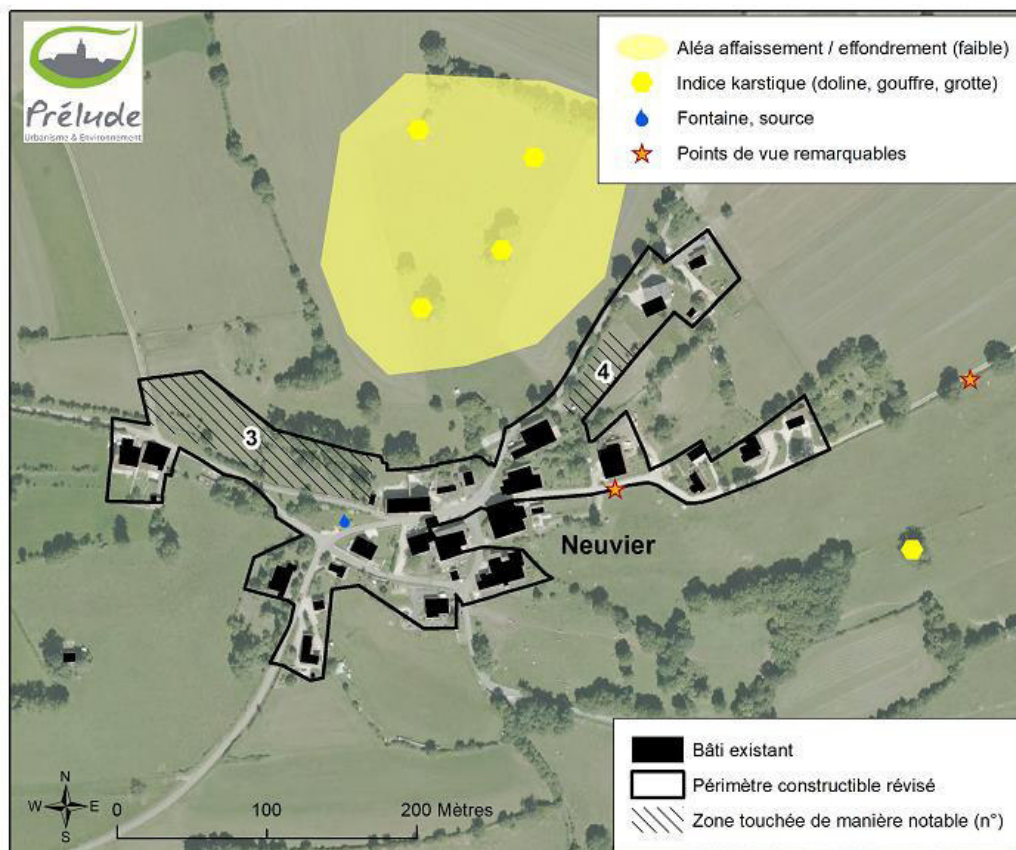 Prélude
Urbanisme & Environnement
Aléa affaissement / effondrement (faible)
Indice karstique (doline, gouffre, grotte)
Fontaine, source
Points de vue remarquables
4
3
Neuvier
N
W E
S
0 100 200 Mètres
Bâti existant
Périmètre constructible révisé
Zone touchée de manière notable (n°)